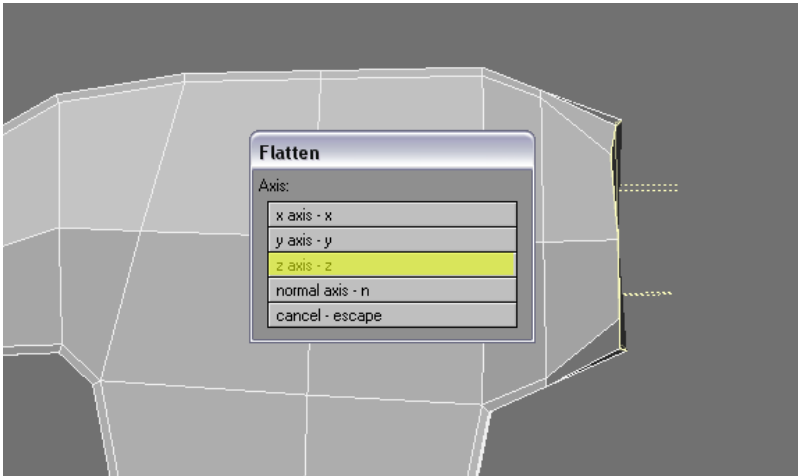 Flatten
Axis:
x axis - x
y axis - y
z axis - z
normal axis - n
cancel - escape